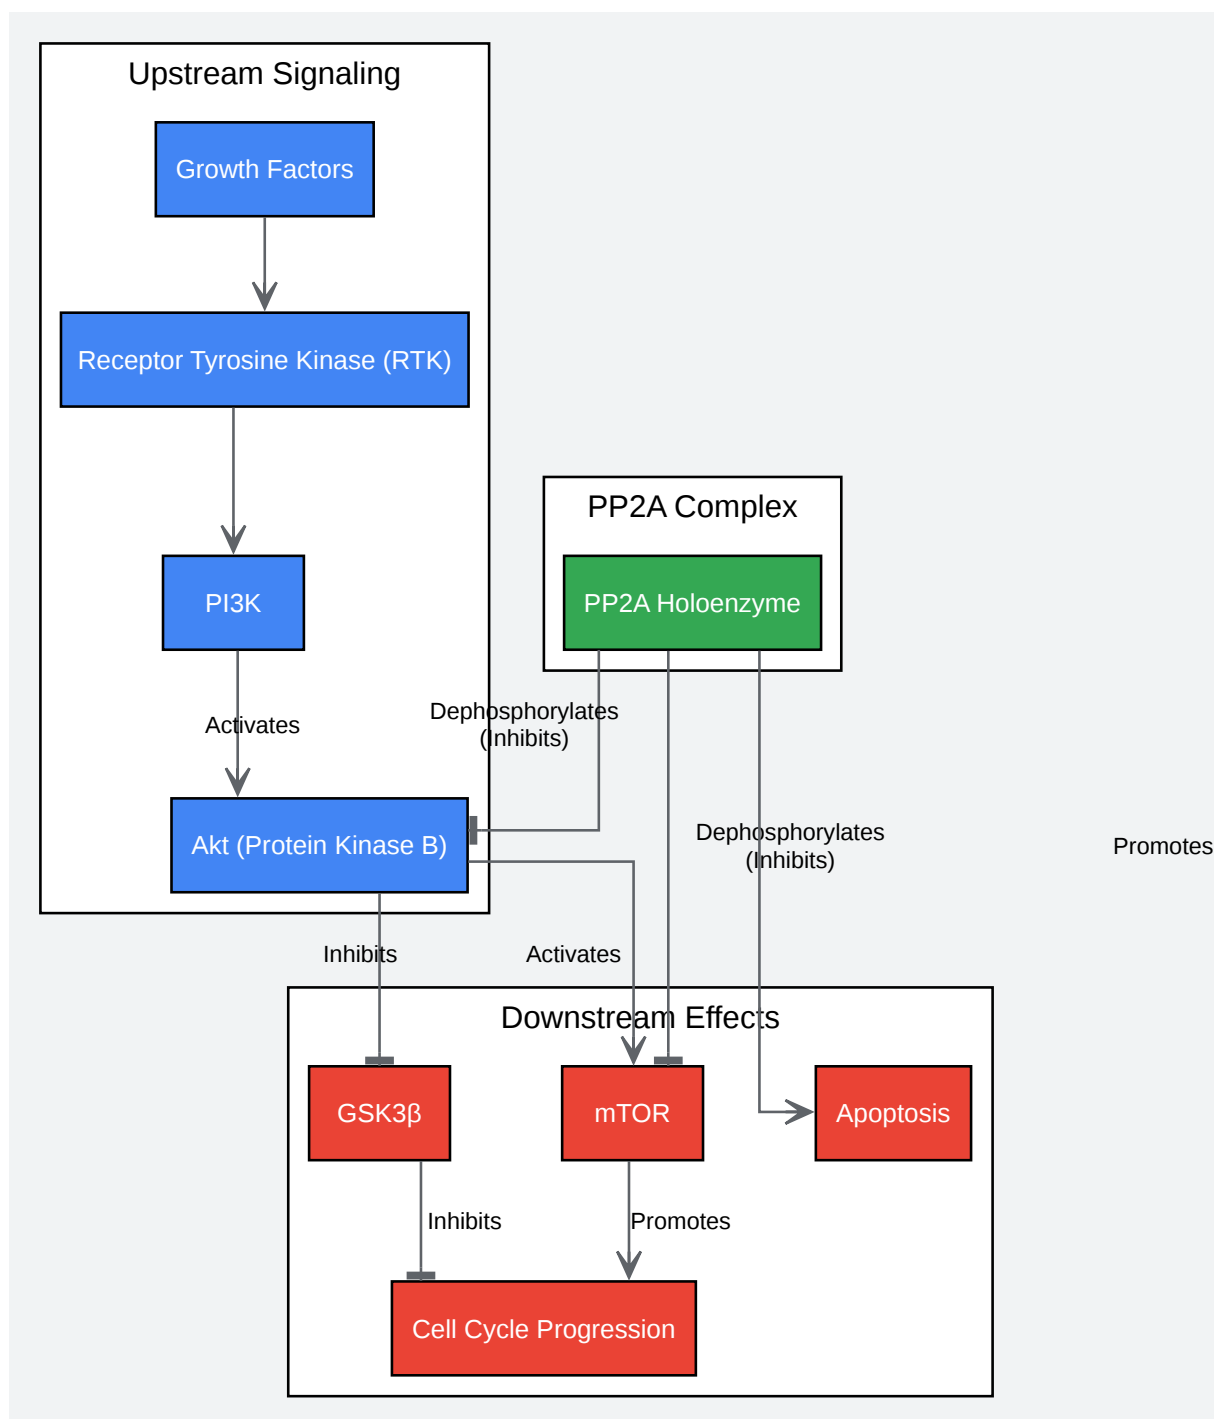 Upstream Signaling
Growth Factors
Receptor Tyrosine Kinase (RTK)
PP2A Complex
PI3K
PP2A Holoenzyme
Activates
Dephosphorylates
(Inhibits)
Akt (Protein Kinase B)
Dephosphorylates
(Inhibits)
Promotes
Inhibits
Activates
Downstream Effects
GSK3β
mTOR
Apoptosis
Inhibits
Promotes
Cell Cycle Progression